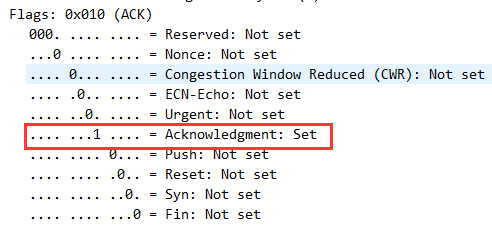 Flags: 0x010 (ACK)
000. .... .... = Reserved: Not set
...0 .... .... = Nonce: Not set
.... 0... .... = Congestion Window Reduced (CWR): Not set
.... .0.. .... = ECN-Echo: Not set
.... ..0. .... = Urgent: Not set
.... ...1 .... = Acknowledgment: Set
.... .... 0... = Push: Not set
.... .... .0.. = Reset: Not set
.... .... ..0. = Syn: Not set
.... .... ...0 = Fin: Not set